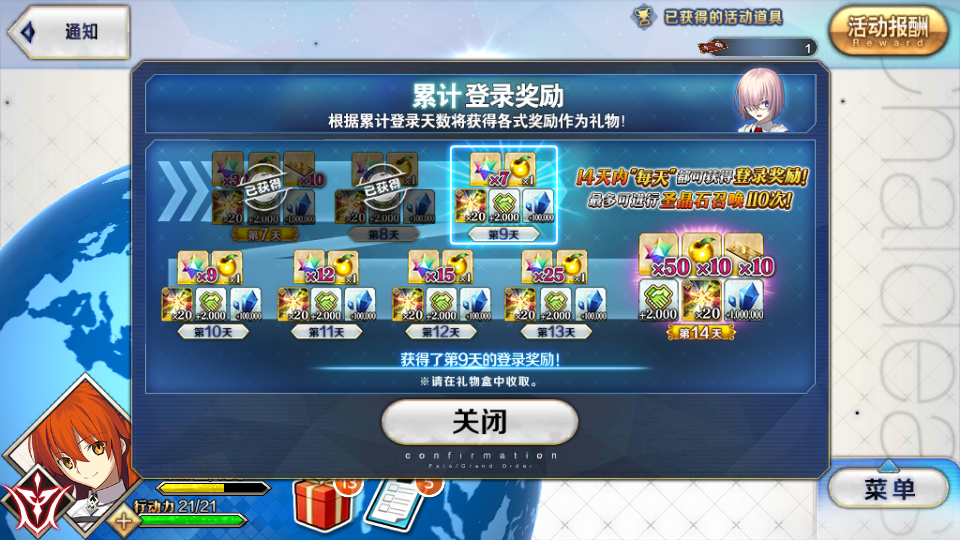 通知
已获得的活动道具
1
活动报酬
Reward
累计登录奖励
根据累计登录天数将获得各式奖励作为礼物!
已获得
×10
×20 +2,000
第7天
已获得
×20 +2,000 +100,000
第8天
×7 ×1
×20 +2,000 +100,000
第9天
14天内“每天”都可获得登录奖励!
最多可进行圣晶石召唤110次!
×9 ×1
×20 +2,000 +100,000
第10天
×12 ×1
×20 +2,000 +100,000
第11天
×15 ×1
×20 +2,000 +100,000
第12天
×25 ×1
×20 +2,000 +100,000
第13天
×50 ×10 ×10
+2,000 ×20 +1,000,000
第14天
获得了第9天的登录奖励!
※请在礼物盒中收取。
关闭
confirmation
Fate/Grand Order
行动力 21/21
13
5
菜单